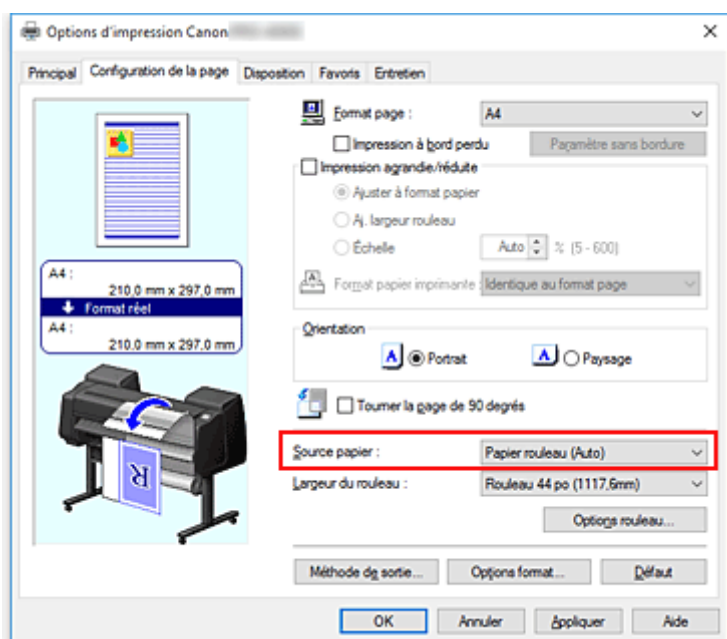 Options d'impression Canon
Principal Configuration de la page Disposition Favoris Entretien
Format page : A4
Impression à bord perdu Paramètre sans bordure
Impression agrandie/réduite
Ajuster à format papier
Aj. largeur rouleau
Échelle Auto % (5 - 600)
Format papier imprimante : Identique au format page
A4 :
210,0 mm x 297,0 mm
Format réel
A4 :
210,0 mm x 297,0 mm
Orientation
A Portrait A Paysage
Tourner la page de 90 degrés
R
Source papier : Papier rouleau (Auto)
Largeur du rouleau : Rouleau 44 po (1117,6mm)
Options rouleau...
Méthode de sortie... Options format... Défaut
OK Annuler Appliquer Aide